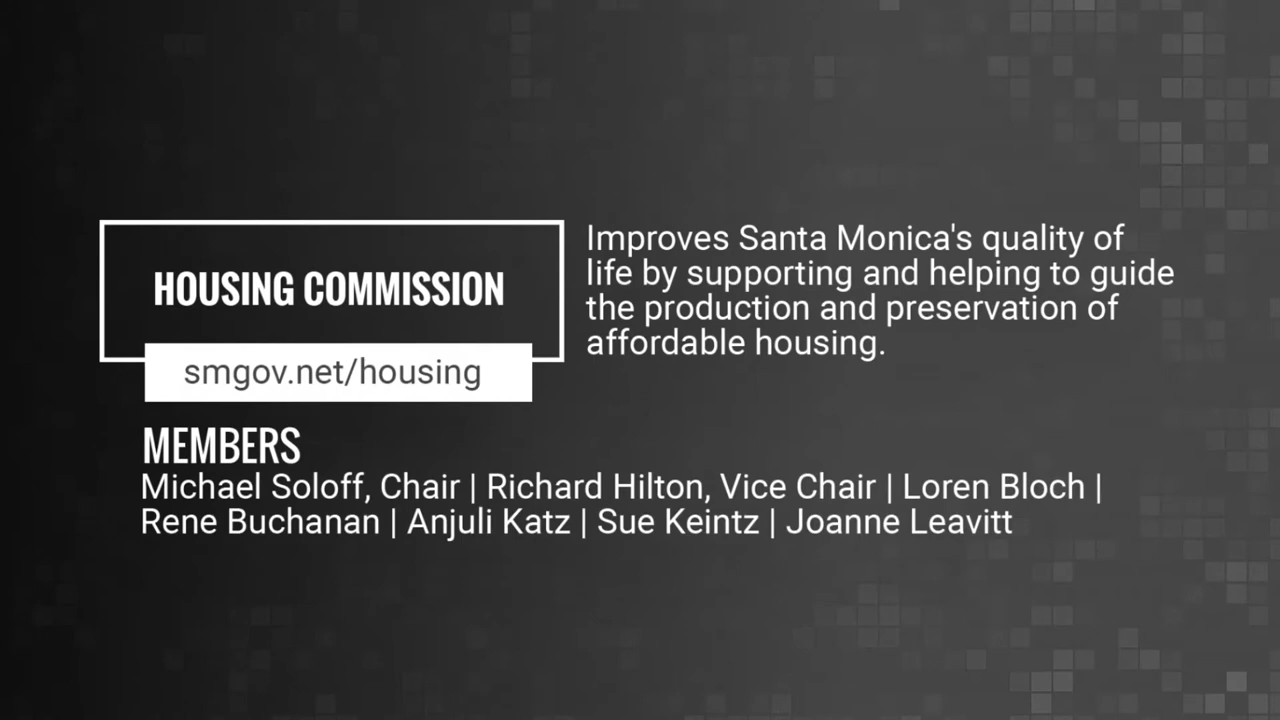 HOUSING COMMISSION
smgov.net/housing
Improves Santa Monica's quality of
life by supporting and helping to guide
the production and preservation of
affordable housing.
MEMBERS
Michael Soloff, Chair | Richard Hilton, Vice Chair | Loren Bloch |
Rene Buchanan | Anjuli Katz | Sue Keintz | Joanne Leavitt